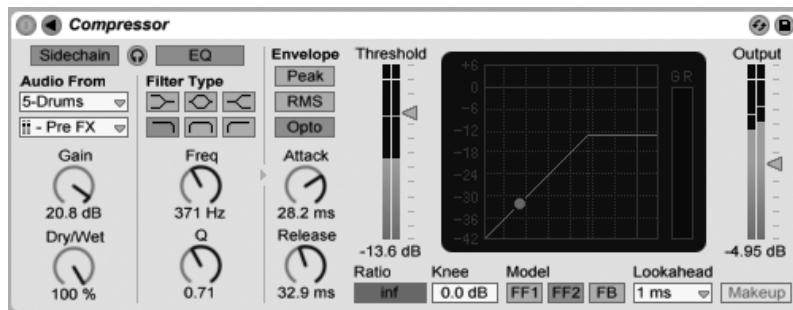 Compressor
Sidechain EQ Envelope Threshold Output
Audio From Filter Type Peak
5-Drums RMS
- Pre FX Opto
Gain Freq Attack
20.8 dB 371 Hz 28.2 ms
Dry/Wet Q Release
100 % 0.71 32.9 ms
+6
0
-6
-12
-18
-24
-30
-36
-42
GR
-13.6 dB -4.95 dB
Ratio Knee Model Lookahead
inf 0.0 dB FF1 FF2 FB 1 ms Makeup